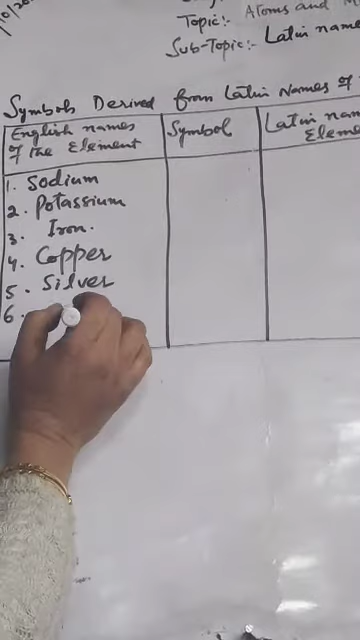 Topic:- Atoms and
Sub-Topic:- Latin name
Symbols Derived from Latin Names of
English names of the Element
Symbol
Latin nam
Eleme
1. Sodium
2. Potassium
3. Iron.
4. Copper
5. Silver
6.